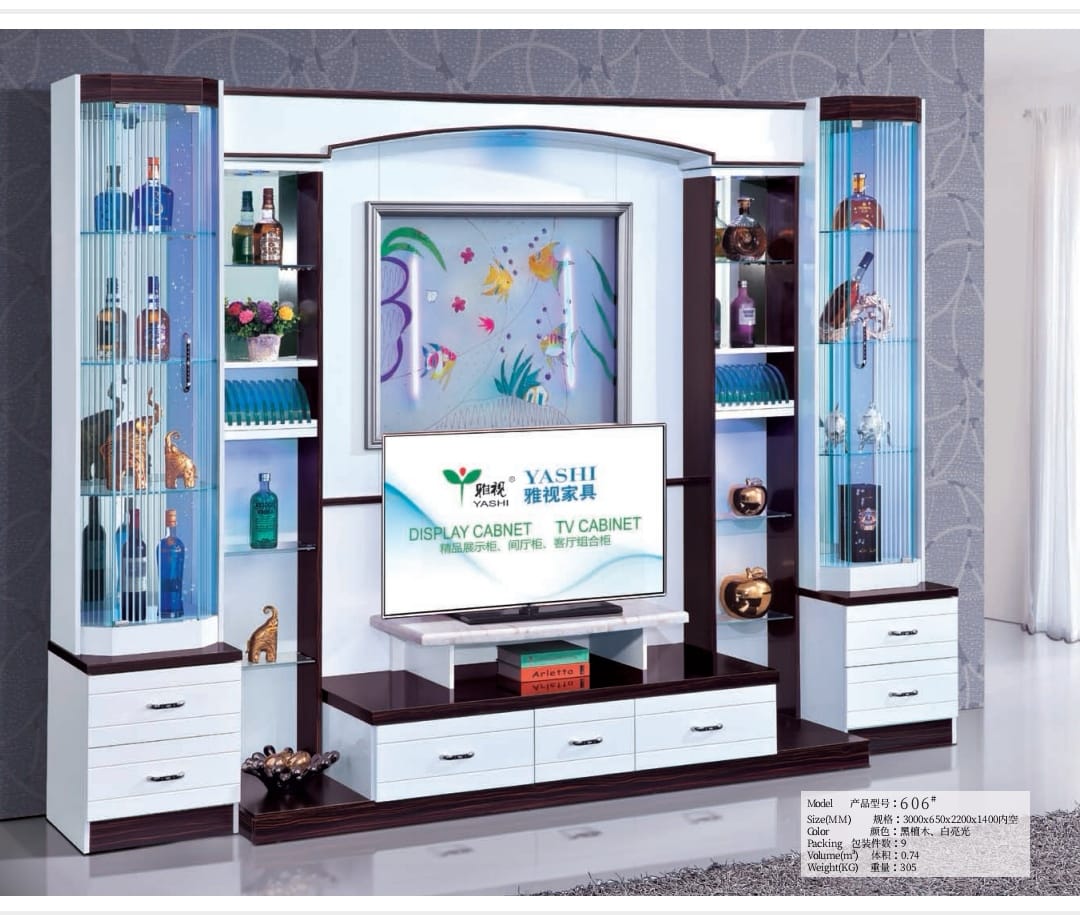 雅视®
YASHI
YASHI
雅视家具
DISPLAY CABNET TV CABINET
精品展示柜、间厅柜、客厅组合柜
Arletta
Model 产品型号：606#
Size(MM) 规格：3000x650x2200x1400内空
Color 颜色：黑檀木、白亮光
Packing 包装件数：9
Volume(m³) 体积：0.74
Weight(KG) 重量：305